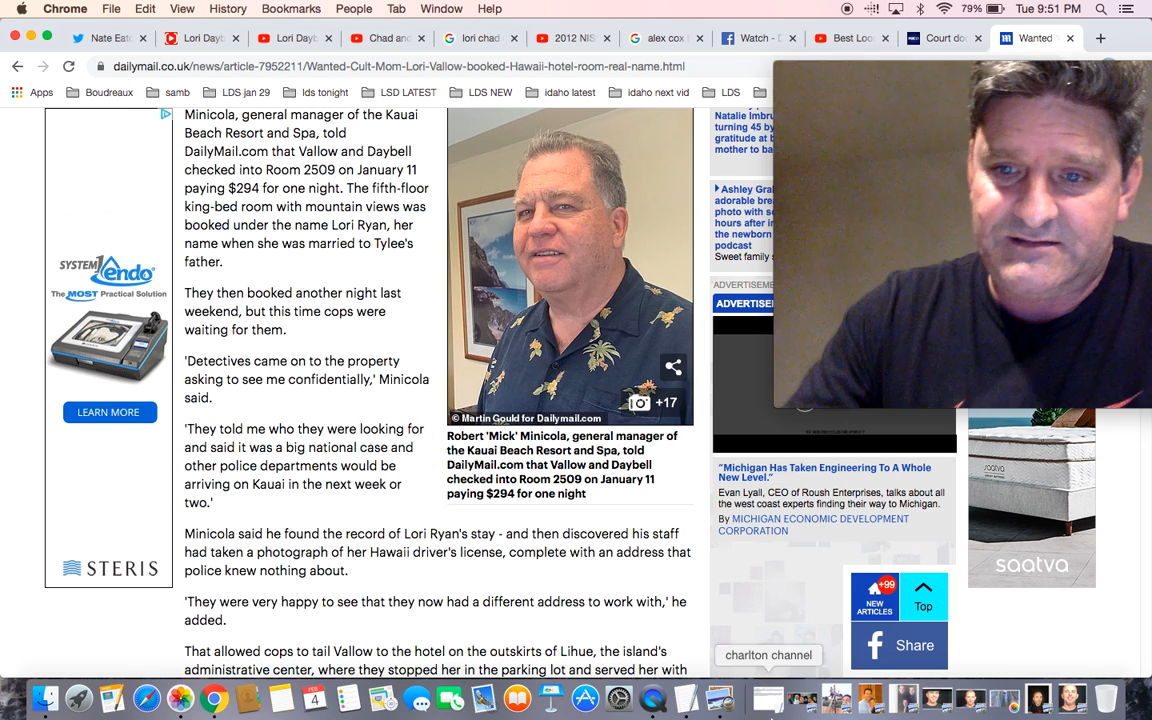 Chrome File Edit View History Bookmarks People Tab Window Help
79% Tue 9:51 PM
Nate Eato
Lori Dayb
Lori Dayb
Chad and
lori chad
2012 NIS
alex cox
Watch - D
Best Loo
Court doc
Wanted
dailymail.co.uk/news/article-7952211/Wanted-Cult-Mom-Lori-Vallow-booked-Hawaii-hotel-room-real-name.html
Apps Boudreaux samb LDS jan 29 lds tonight LSD LATEST LDS NEW idaho latest idaho next vid LDS
Minicola, general manager of the Kauai
Beach Resort and Spa, told
DailyMail.com that Vallow and Daybell
checked into Room 2509 on January 11
paying $294 for one night. The fifth-floor
king-bed room with mountain views was
booked under the name Lori Ryan, her
name when she was married to Tylee's
father.
They then booked another night last
weekend, but this time cops were
waiting for them.
'Detectives came on to the property
asking to see me confidentially,' Minicola
said.
'They told me who they were looking for
and said it was a big national case and
other police departments would be
arriving on Kauai in the next week or
two.'
+17
© Martin Gould for Dailymail.com
Robert 'Mick' Minicola, general manager of
the Kauai Beach Resort and Spa, told
DailyMail.com that Vallow and Daybell
checked into Room 2509 on January 11
paying $294 for one night
Minicola said he found the record of Lori Ryan's stay - and then discovered his staff
had taken a photograph of her Hawaii driver's license, complete with an address that
police knew nothing about.
'They were very happy to see that they now had a different address to work with,' he
added.
That allowed cops to tail Vallow to the hotel on the outskirts of Lihue, the island's
administrative center, where they stopped her in the parking lot and served her with
SYSTEM1 endo
The MOST Practical Solution
LEARN MORE
STERIS
Natalie Imbru
turning 45 by
gratitude at b
mother to ba
Ashley Gra
adorable bre
photo with s
hours after i
the newborn
podcast
Sweet family s
ADVERTISEME
ADVERTISE
"Michigan Has Taken Engineering To A Whole
New Level."
Evan Lyall, CEO of Roush Enterprises, talks about all
the west coast experts finding their way to Michigan.
By MICHIGAN ECONOMIC DEVELOPMENT
CORPORATION
saatva
saatva
+99
NEW
ARTICLES
Top
Share
charlton channel
FEB
4